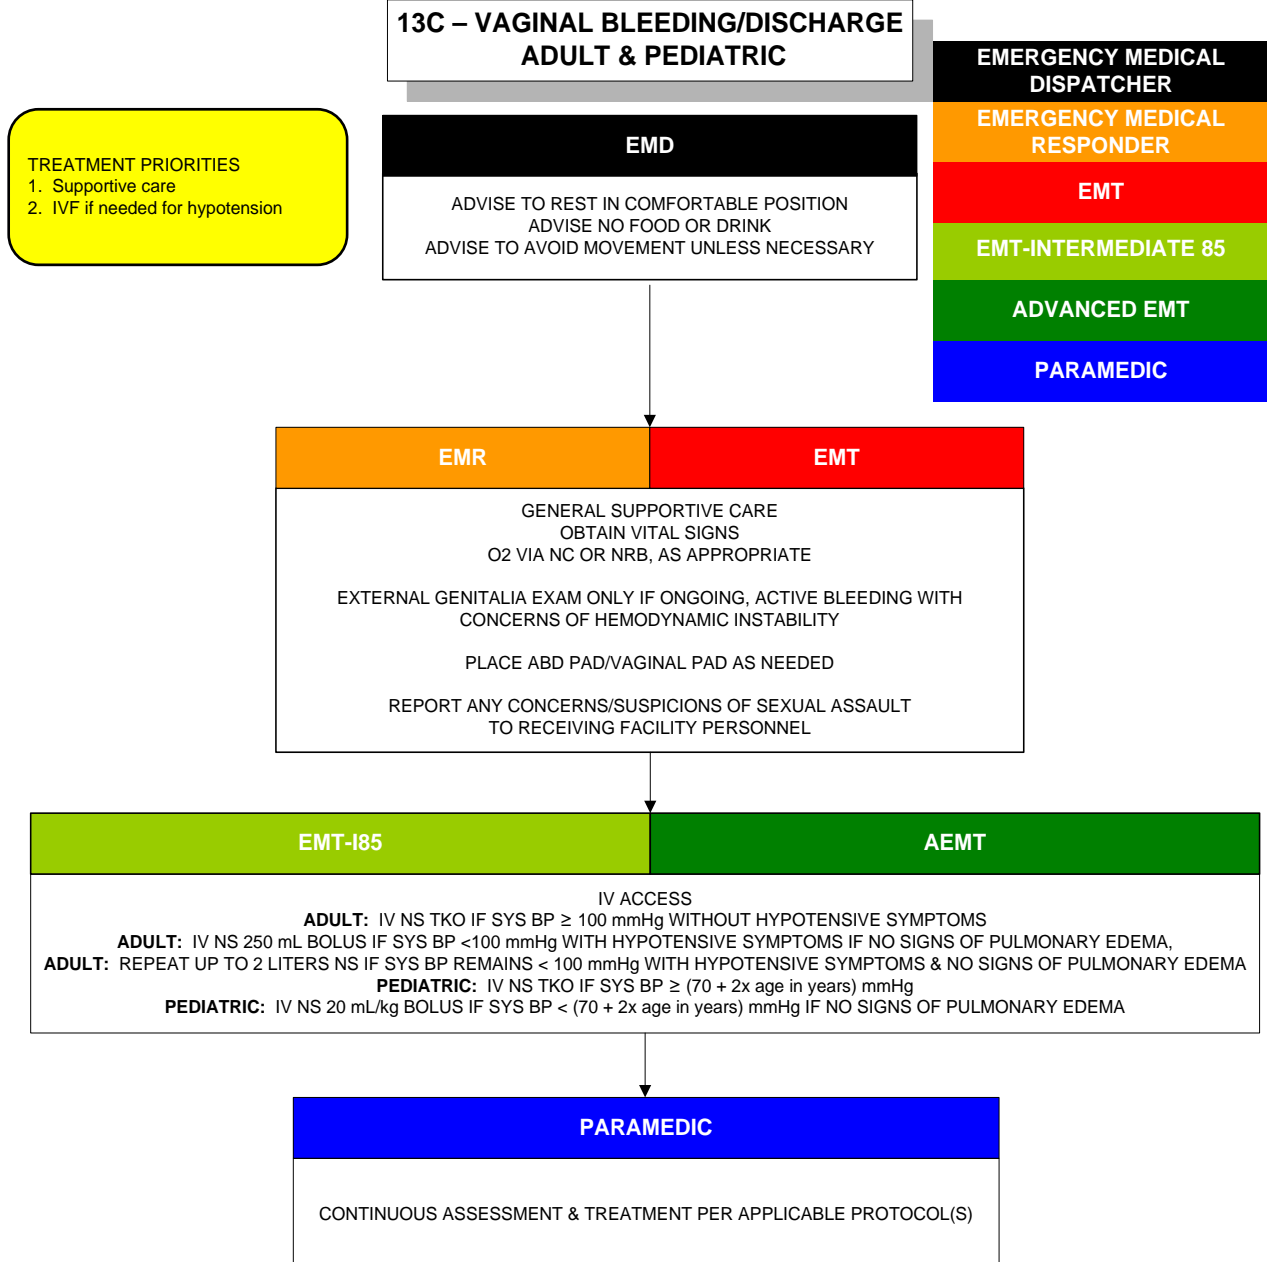 13C – VAGINAL BLEEDING/DISCHARGE
ADULT & PEDIATRIC
EMERGENCY MEDICAL
DISPATCHER
EMERGENCY MEDICAL
RESPONDER
EMT
EMT-INTERMEDIATE 85
ADVANCED EMT
PARAMEDIC
TREATMENT PRIORITIES
1. Supportive care
2. IVF if needed for hypotension
EMD
ADVISE TO REST IN COMFORTABLE POSITION
ADVISE NO FOOD OR DRINK
ADVISE TO AVOID MOVEMENT UNLESS NECESSARY
EMR
EMT
GENERAL SUPPORTIVE CARE
OBTAIN VITAL SIGNS
O2 VIA NC OR NRB, AS APPROPRIATE
EXTERNAL GENITALIA EXAM ONLY IF ONGOING, ACTIVE BLEEDING WITH
CONCERNS OF HEMODYNAMIC INSTABILITY
PLACE ABD PAD/VAGINAL PAD AS NEEDED
REPORT ANY CONCERNS/SUSPICIONS OF SEXUAL ASSAULT
TO RECEIVING FACILITY PERSONNEL
EMT-I85
AEMT
IV ACCESS
ADULT: IV NS TKO IF SYS BP ≥ 100 mmHg WITHOUT HYPOTENSIVE SYMPTOMS
ADULT: IV NS 250 mL BOLUS IF SYS BP <100 mmHg WITH HYPOTENSIVE SYMPTOMS IF NO SIGNS OF PULMONARY EDEMA,
ADULT: REPEAT UP TO 2 LITERS NS IF SYS BP REMAINS < 100 mmHg WITH HYPOTENSIVE SYMPTOMS & NO SIGNS OF PULMONARY EDEMA
PEDIATRIC: IV NS TKO IF SYS BP ≥ (70 + 2x age in years) mmHg
PEDIATRIC: IV NS 20 mL/kg BOLUS IF SYS BP < (70 + 2x age in years) mmHg IF NO SIGNS OF PULMONARY EDEMA
PARAMEDIC
CONTINUOUS ASSESSMENT & TREATMENT PER APPLICABLE PROTOCOL(S)